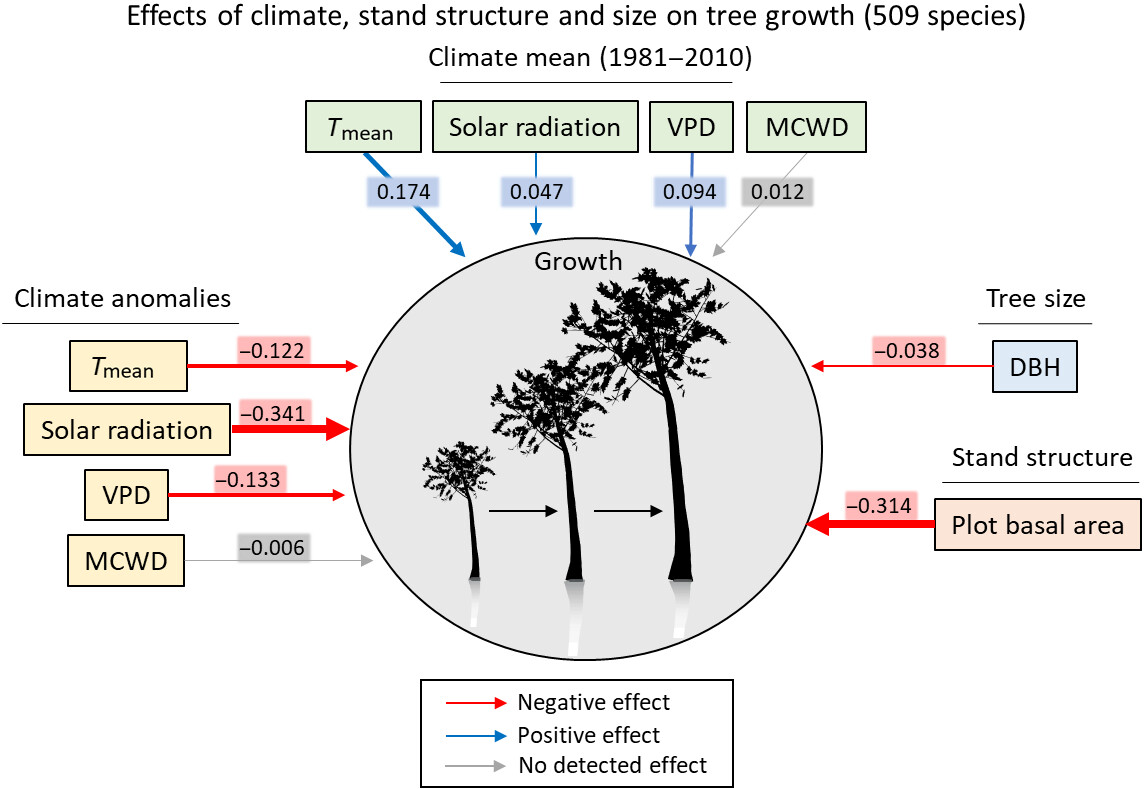 Effects of climate, stand structure and size on tree growth (509 species)
Climate mean (1981–2010)
Tmean
Solar radiation
VPD
MCWD
0.174
0.047
0.094
0.012
Growth
Climate anomalies
Tmean
–0.122
Solar radiation
–0.341
VPD
–0.133
MCWD
–0.006
Tree size
–0.038
DBH
Stand structure
–0.314
Plot basal area
Negative effect
Positive effect
No detected effect